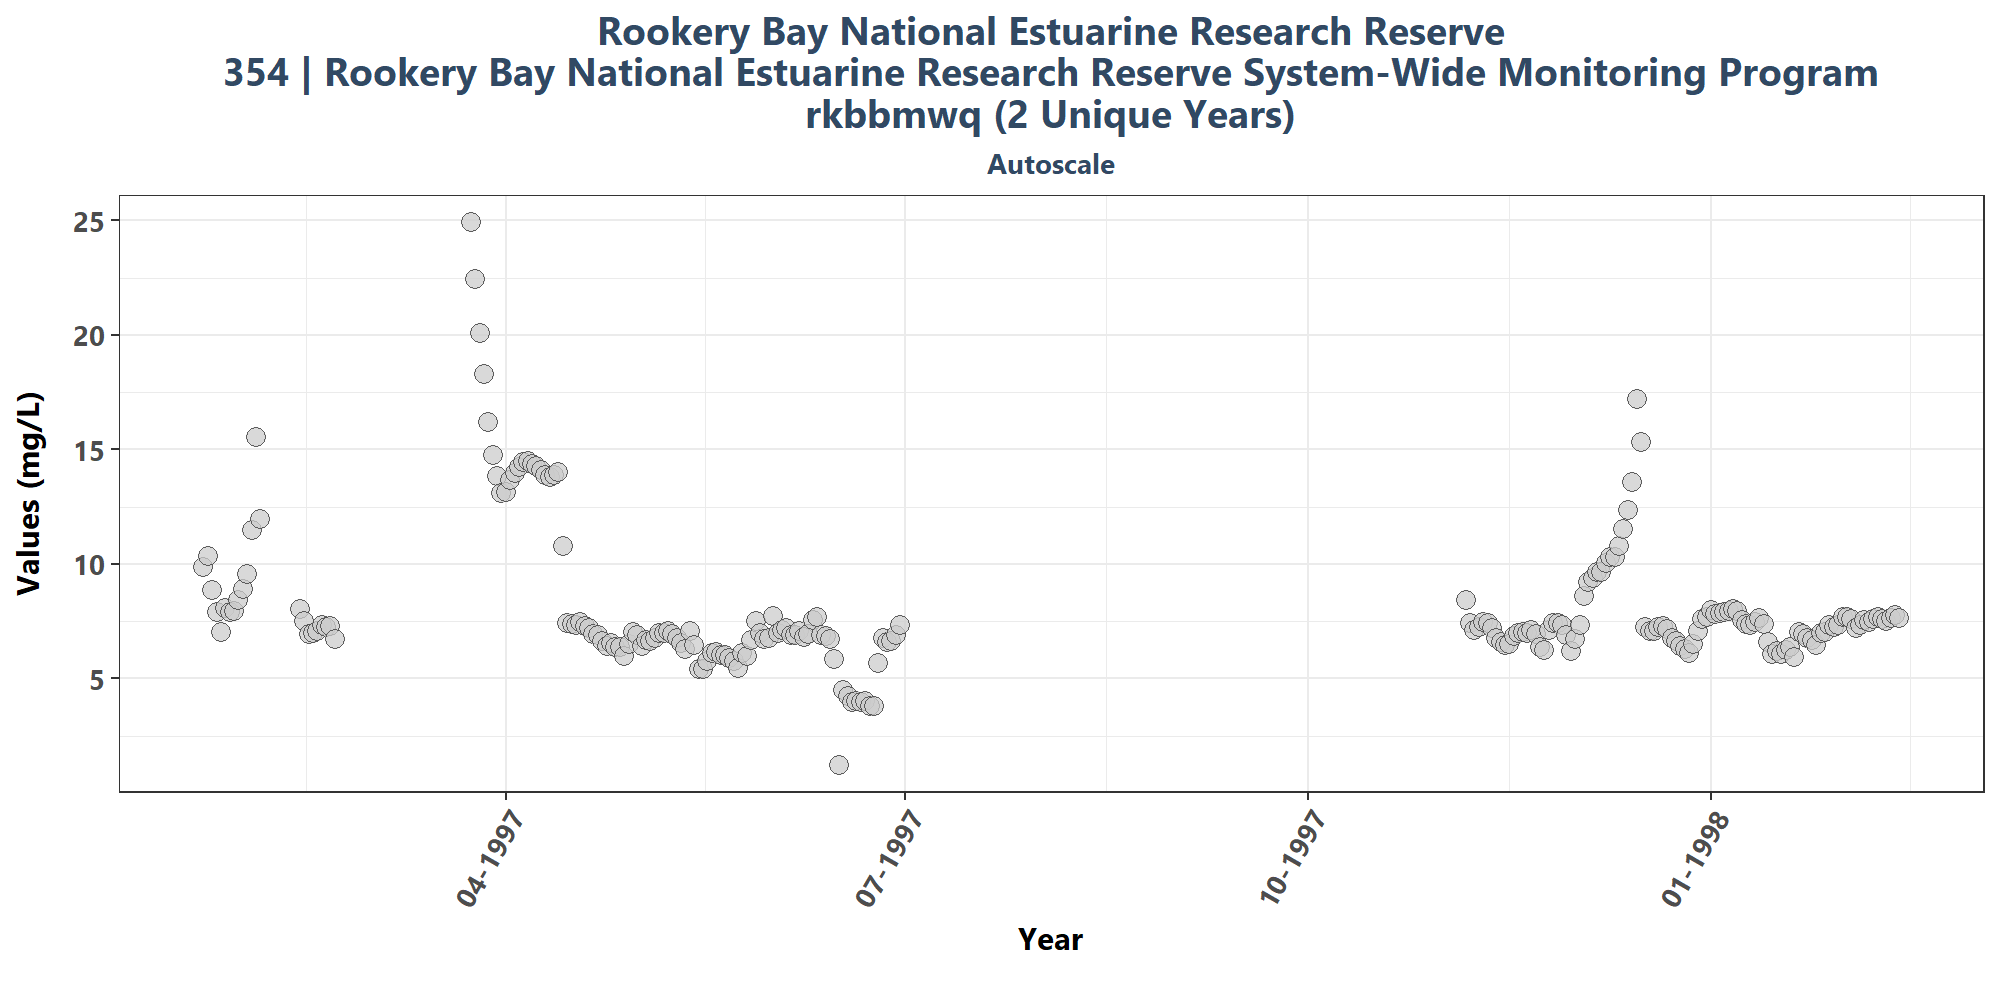 Rookery Bay National Estuarine Research Reserve
354 | Rookery Bay National Estuarine Research Reserve System-Wide Monitoring Program
rkbbmwq (2 Unique Years)
Autoscale
Values (mg/L)
25
20
15
10
5
04-1997
07-1997
10-1997
01-1998
Year